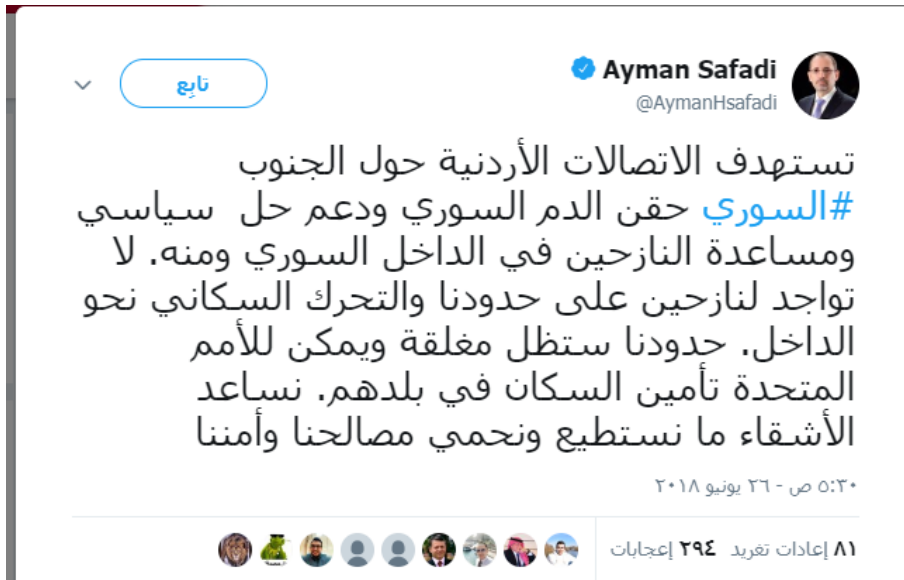 Ayman Safadi
@AymanHsafadi
تابِع
تستهدف الاتصالات الأردنية حول الجنوب
#السوري حقن الدم السوري ودعم حل سياسي
ومساعدة النازحين في الداخل السوري ومنه. لا
تواجد لنازحين على حدودنا والتحرك السكاني نحو
الداخل. حدودنا ستظل مغلقة ويمكن للأمم
المتحدة تأمين السكان في بلدهم. نساعد
الأشقاء ما نستطيع ونحمي مصالحنا وأمننا
٥:٣٠ ص - ٢٦ يونيو ٢٠١٨
٨١ إعادات تغريد ٢٩٤ إعجابات